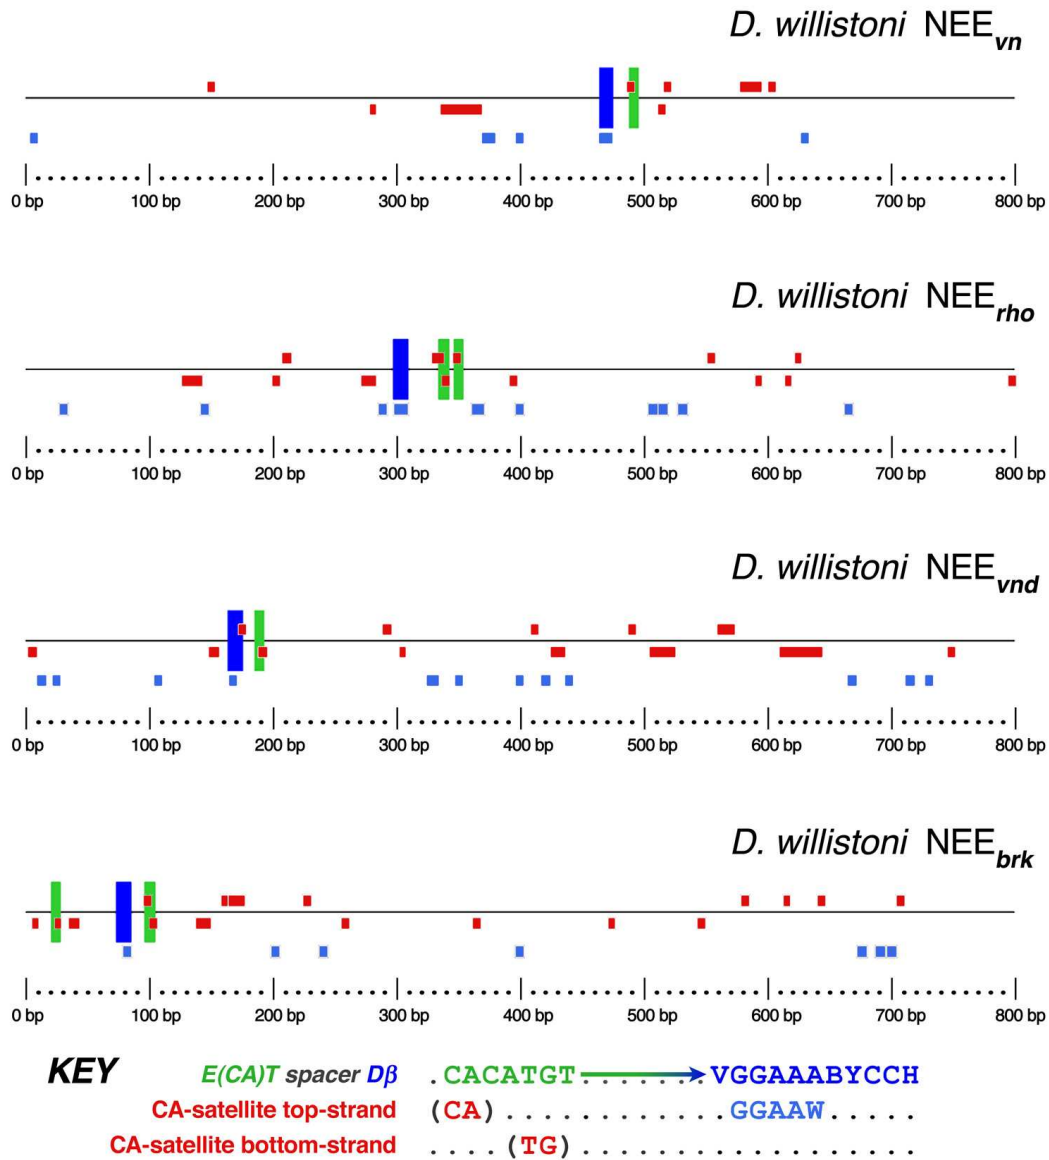 D. willistoni NEEvn
0 bp 100 bp 200 bp 300 bp 400 bp 500 bp 600 bp 700 bp 800 bp
D. willistoni NEErho
0 bp 100 bp 200 bp 300 bp 400 bp 500 bp 600 bp 700 bp 800 bp
D. willistoni NEEvnd
0 bp 100 bp 200 bp 300 bp 400 bp 500 bp 600 bp 700 bp 800 bp
D. willistoni NEEbrk
0 bp 100 bp 200 bp 300 bp 400 bp 500 bp 600 bp 700 bp 800 bp
KEY E(CA)T spacer Dβ .CACATGT.......VGGAAABYCCH
CA-satellite top-strand (CA)..........GGAAW.....
CA-satellite bottom-strand ....(TG)...............